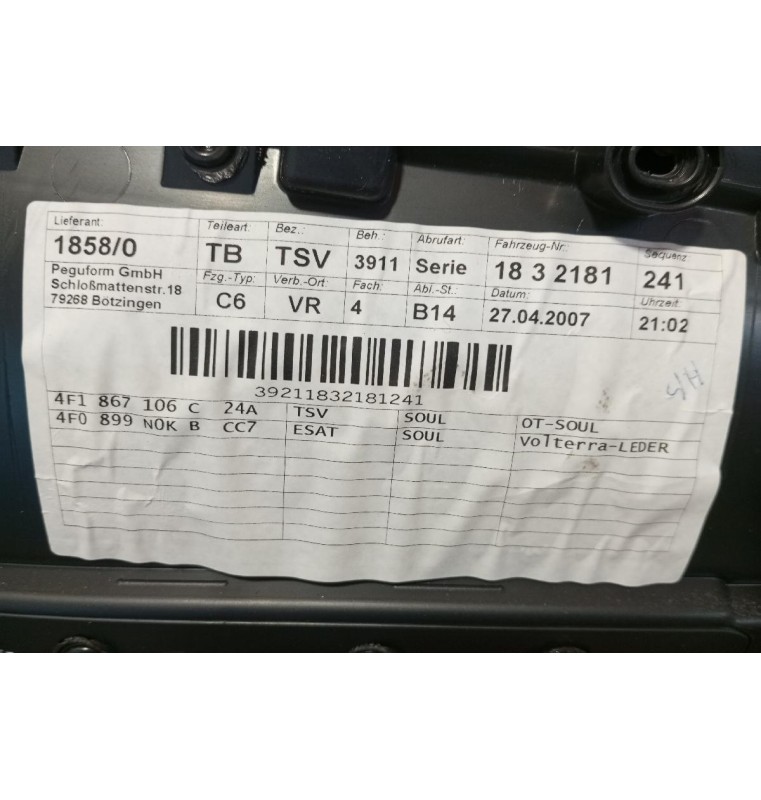 Lieferant: Teileart: Bez.: Beh.: Abrufart: Fahrzeug-Nr.: Sequenz
1858/0 TB TSV 3911 Serie 18 3 2181 241
Peguform GmbH Fzg.-Typ: Verb.-Ort: Fach: Abl.-St.: Datum: Uhrzeit:
Schloßmattenstr.18 C6 VR 4 B14 27.04.2007 21:02
79268 Bötzingen
39211832181241
4F1 867 106 C 24A TSV SOUL OT-SOUL
4F0 899 N0K B CC7 ESAT SOUL Volterra-LEDER